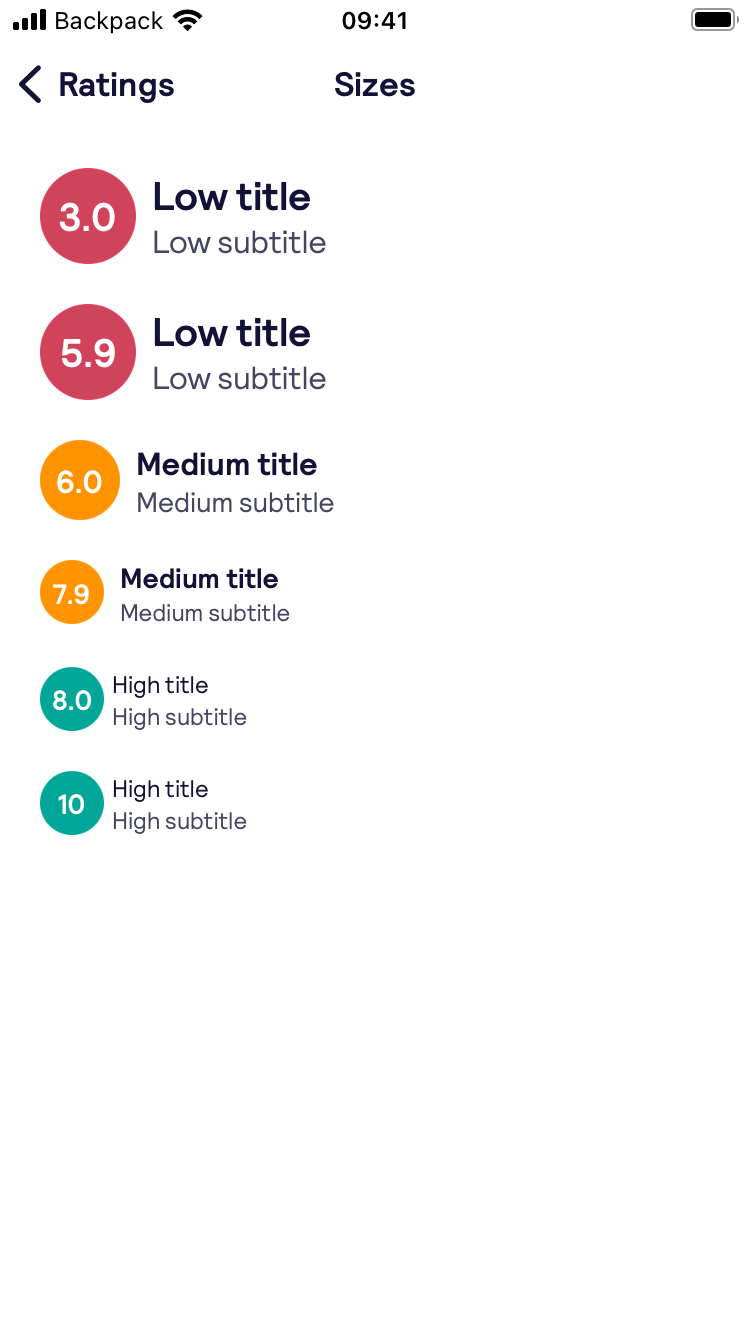 Backpack 09:41
Ratings Sizes
3.0 Low title
Low subtitle
5.9 Low title
Low subtitle
6.0 Medium title
Medium subtitle
7.9 Medium title
Medium subtitle
8.0 High title
High subtitle
10 High title
High subtitle